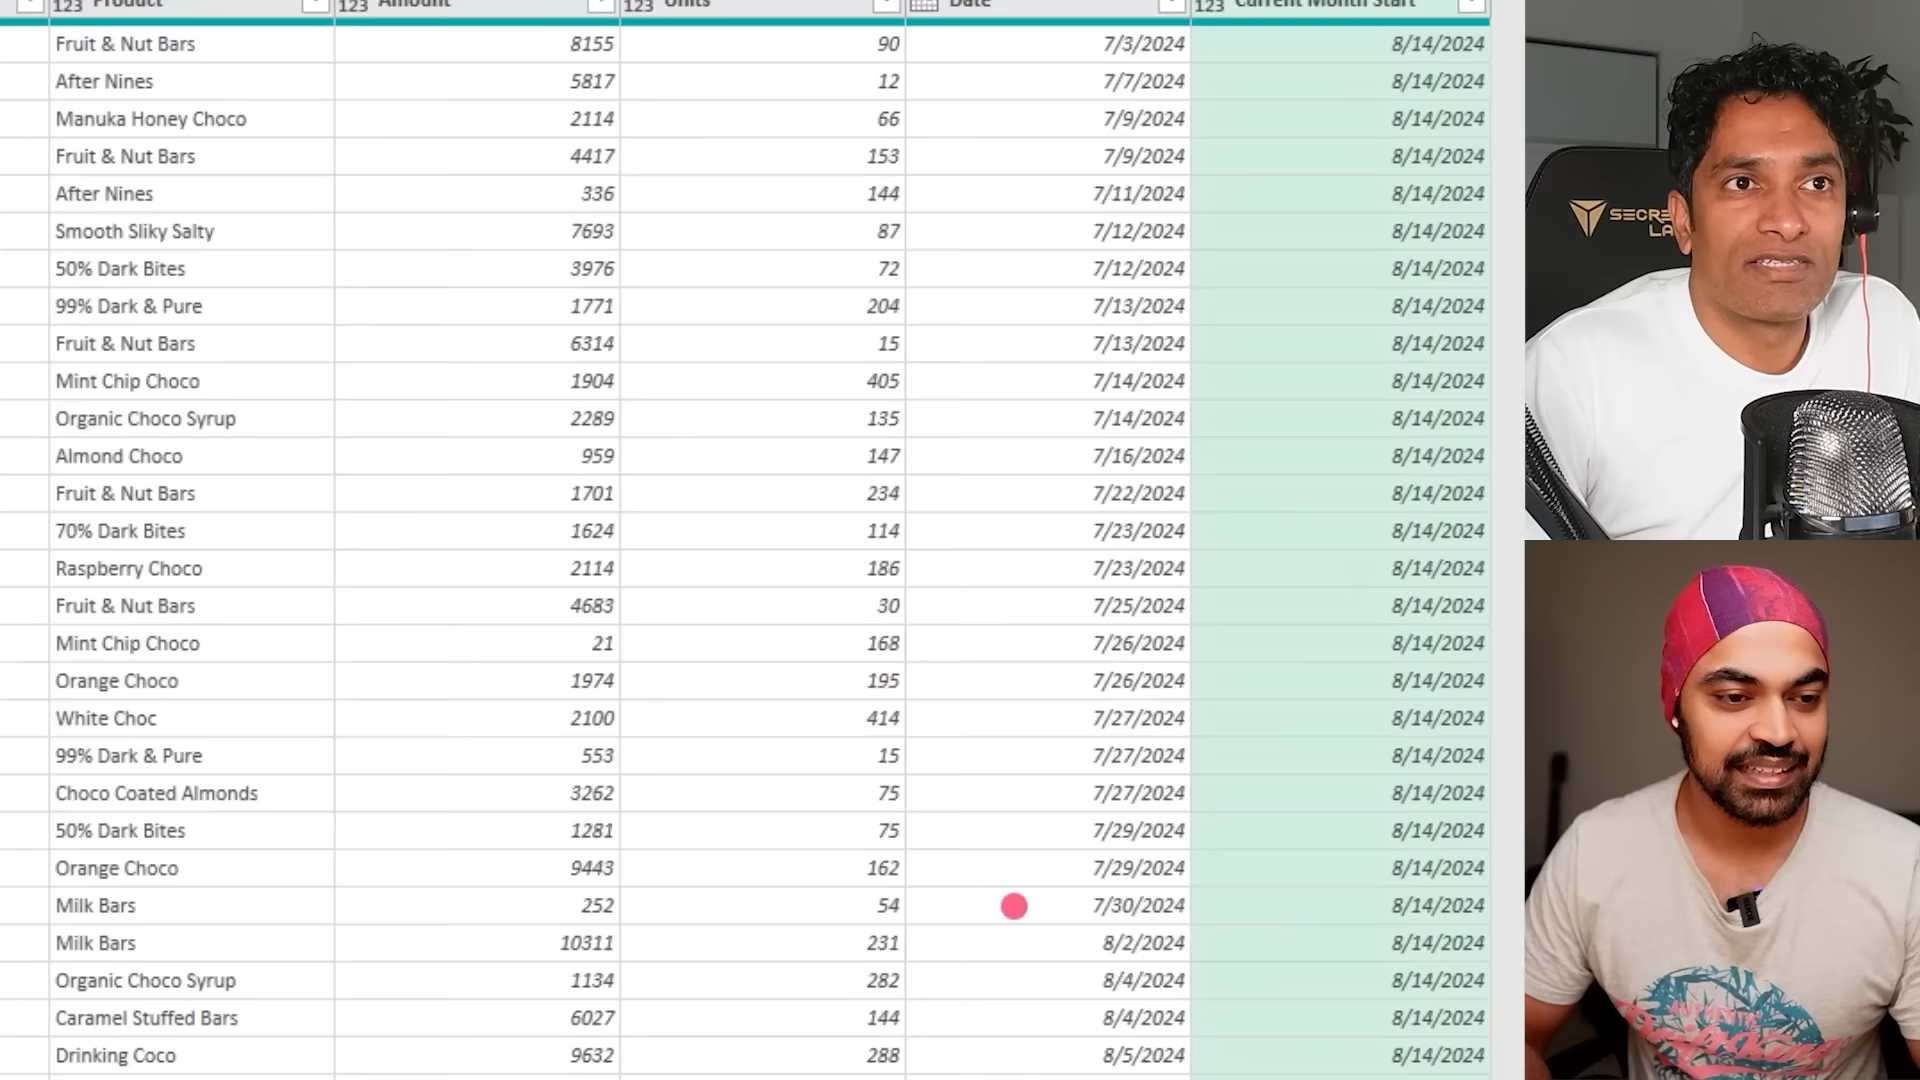 123 Product 123 Amount 123 Units Date 123 Current Month Start
Fruit & Nut Bars 8155 90 7/3/2024 8/14/2024
After Nines 5817 12 7/7/2024 8/14/2024
Manuka Honey Choco 2114 66 7/9/2024 8/14/2024
Fruit & Nut Bars 4417 153 7/9/2024 8/14/2024
After Nines 336 144 7/11/2024 8/14/2024
Smooth Sliky Salty 7693 87 7/12/2024 8/14/2024
50% Dark Bites 3976 72 7/12/2024 8/14/2024
99% Dark & Pure 1771 204 7/13/2024 8/14/2024
Fruit & Nut Bars 6314 15 7/13/2024 8/14/2024
Mint Chip Choco 1904 405 7/14/2024 8/14/2024
Organic Choco Syrup 2289 135 7/14/2024 8/14/2024
Almond Choco 959 147 7/16/2024 8/14/2024
Fruit & Nut Bars 1701 234 7/22/2024 8/14/2024
70% Dark Bites 1624 114 7/23/2024 8/14/2024
Raspberry Choco 2114 186 7/23/2024 8/14/2024
Fruit & Nut Bars 4683 30 7/25/2024 8/14/2024
Mint Chip Choco 21 168 7/26/2024 8/14/2024
Orange Choco 1974 195 7/26/2024 8/14/2024
White Choc 2100 414 7/27/2024 8/14/2024
99% Dark & Pure 553 15 7/27/2024 8/14/2024
Choco Coated Almonds 3262 75 7/27/2024 8/14/2024
50% Dark Bites 1281 75 7/29/2024 8/14/2024
Orange Choco 9443 162 7/29/2024 8/14/2024
Milk Bars 252 54 7/30/2024 8/14/2024
Milk Bars 10311 231 8/2/2024 8/14/2024
Organic Choco Syrup 1134 282 8/4/2024 8/14/2024
Caramel Stuffed Bars 6027 144 8/4/2024 8/14/2024
Drinking Coco 9632 288 8/5/2024 8/14/2024
SECRE
LA